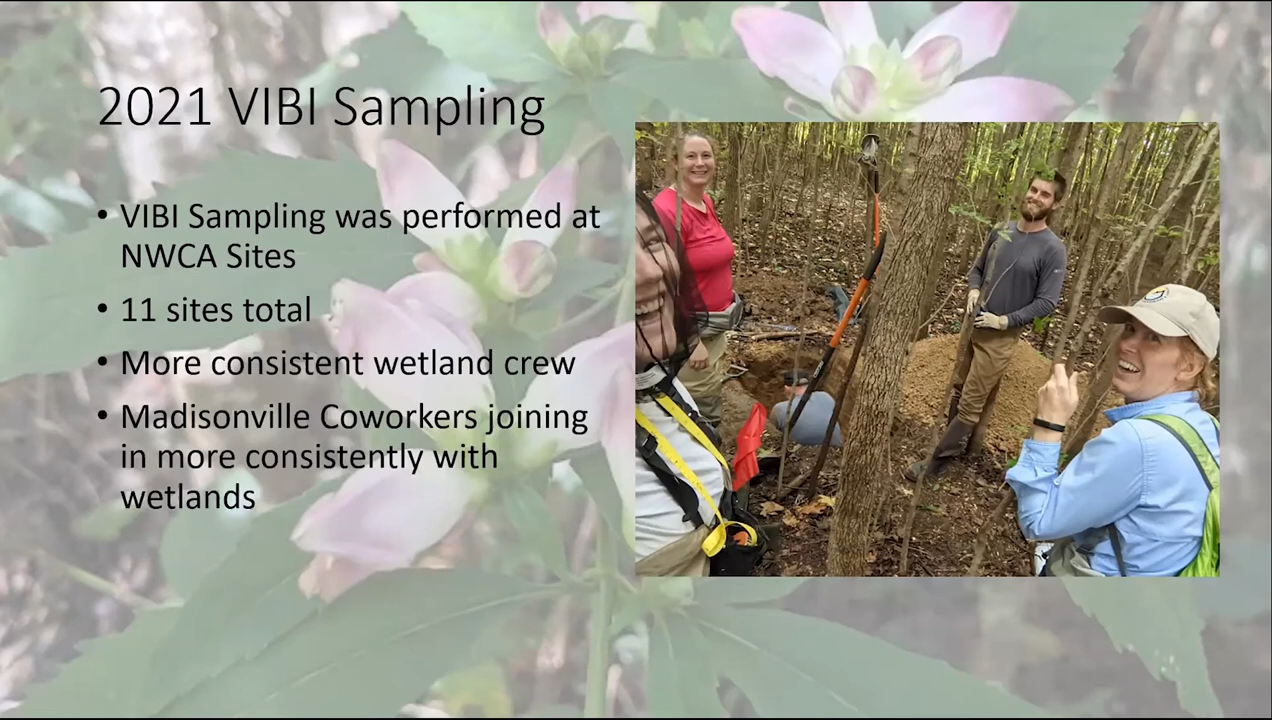 2021 VIBI Sampling
• VIBI Sampling was performed at
NWCA Sites
• 11 sites total
• More consistent wetland crew
• Madisonville Coworkers joining
in more consistently with
wetlands